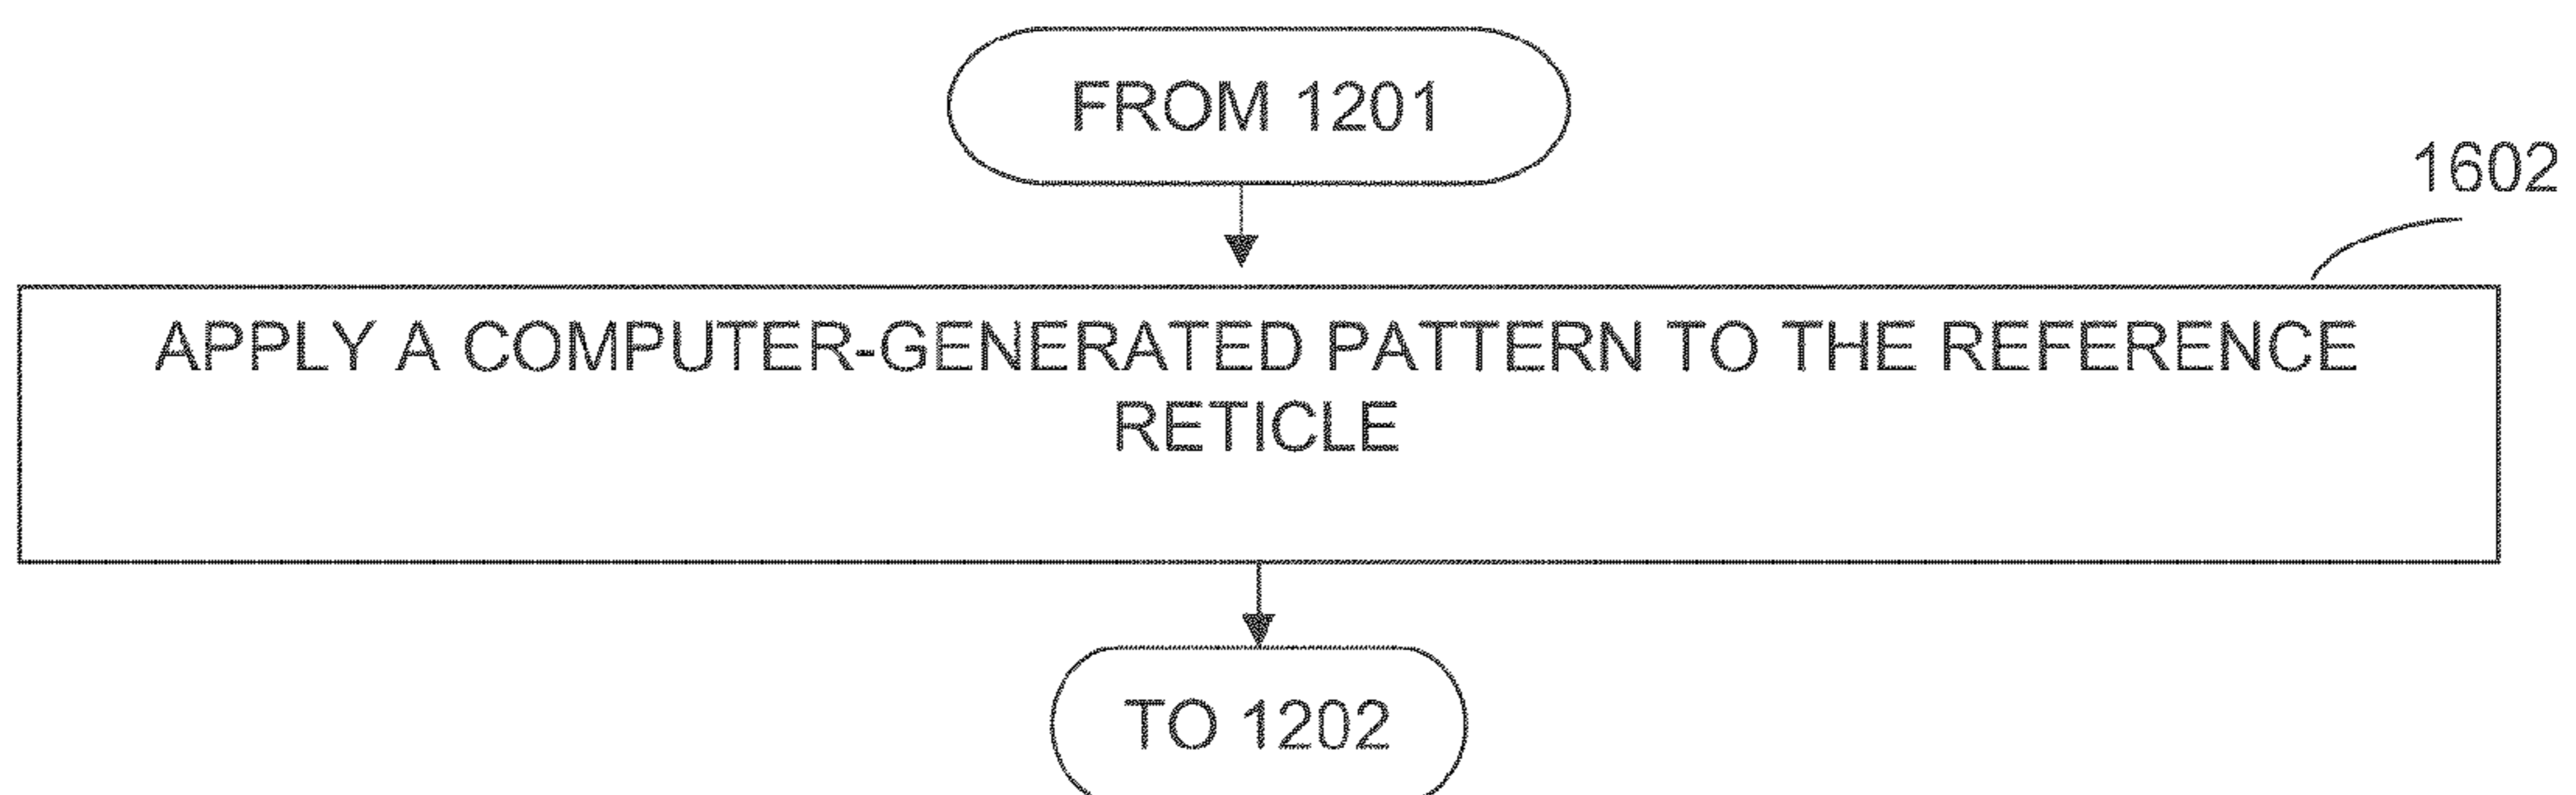 FROM 1201
1602
APPLY A COMPUTER-GENERATED PATTERN TO THE REFERENCE
RETICLE
TO 1202